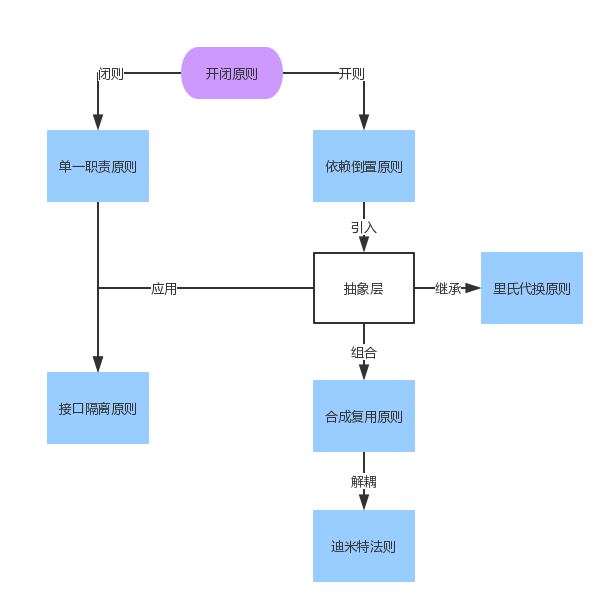 开闭原则
闭则
开则
单一职责原则
依赖倒置原则
引入
应用
抽象层
继承
里氏代换原则
组合
接口隔离原则
合成复用原则
解耦
迪米特法则